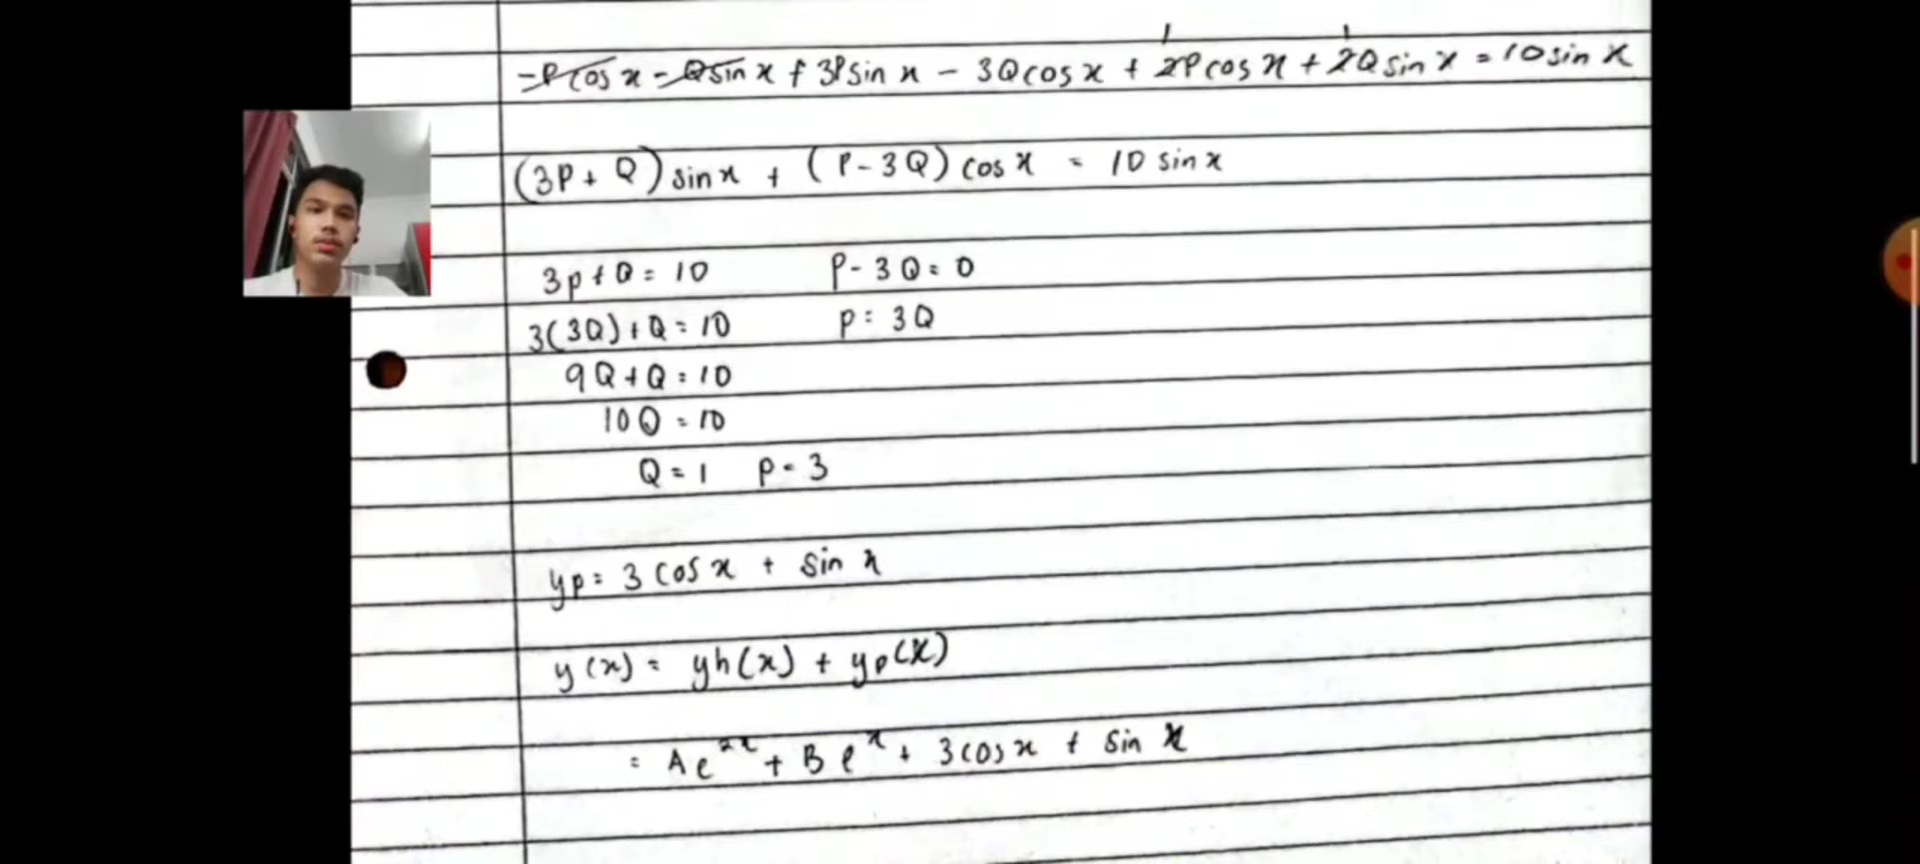 -P cos x - Q sin x + 3P sin x - 3Q cos x + 2P cos x + 2Q sin x = 10 sin x
(3P + Q) sin x + (P - 3Q) cos x = 10 sin x
3p + Q = 10 P - 3Q = 0
3(3Q) + Q = 10 p = 3Q
9Q + Q = 10
10Q = 10
Q = 1 p = 3
yp = 3 cos x + sin x
y(x) = yh(x) + yp(x)
= Ae^2x + Be^x + 3 cos x + sin x